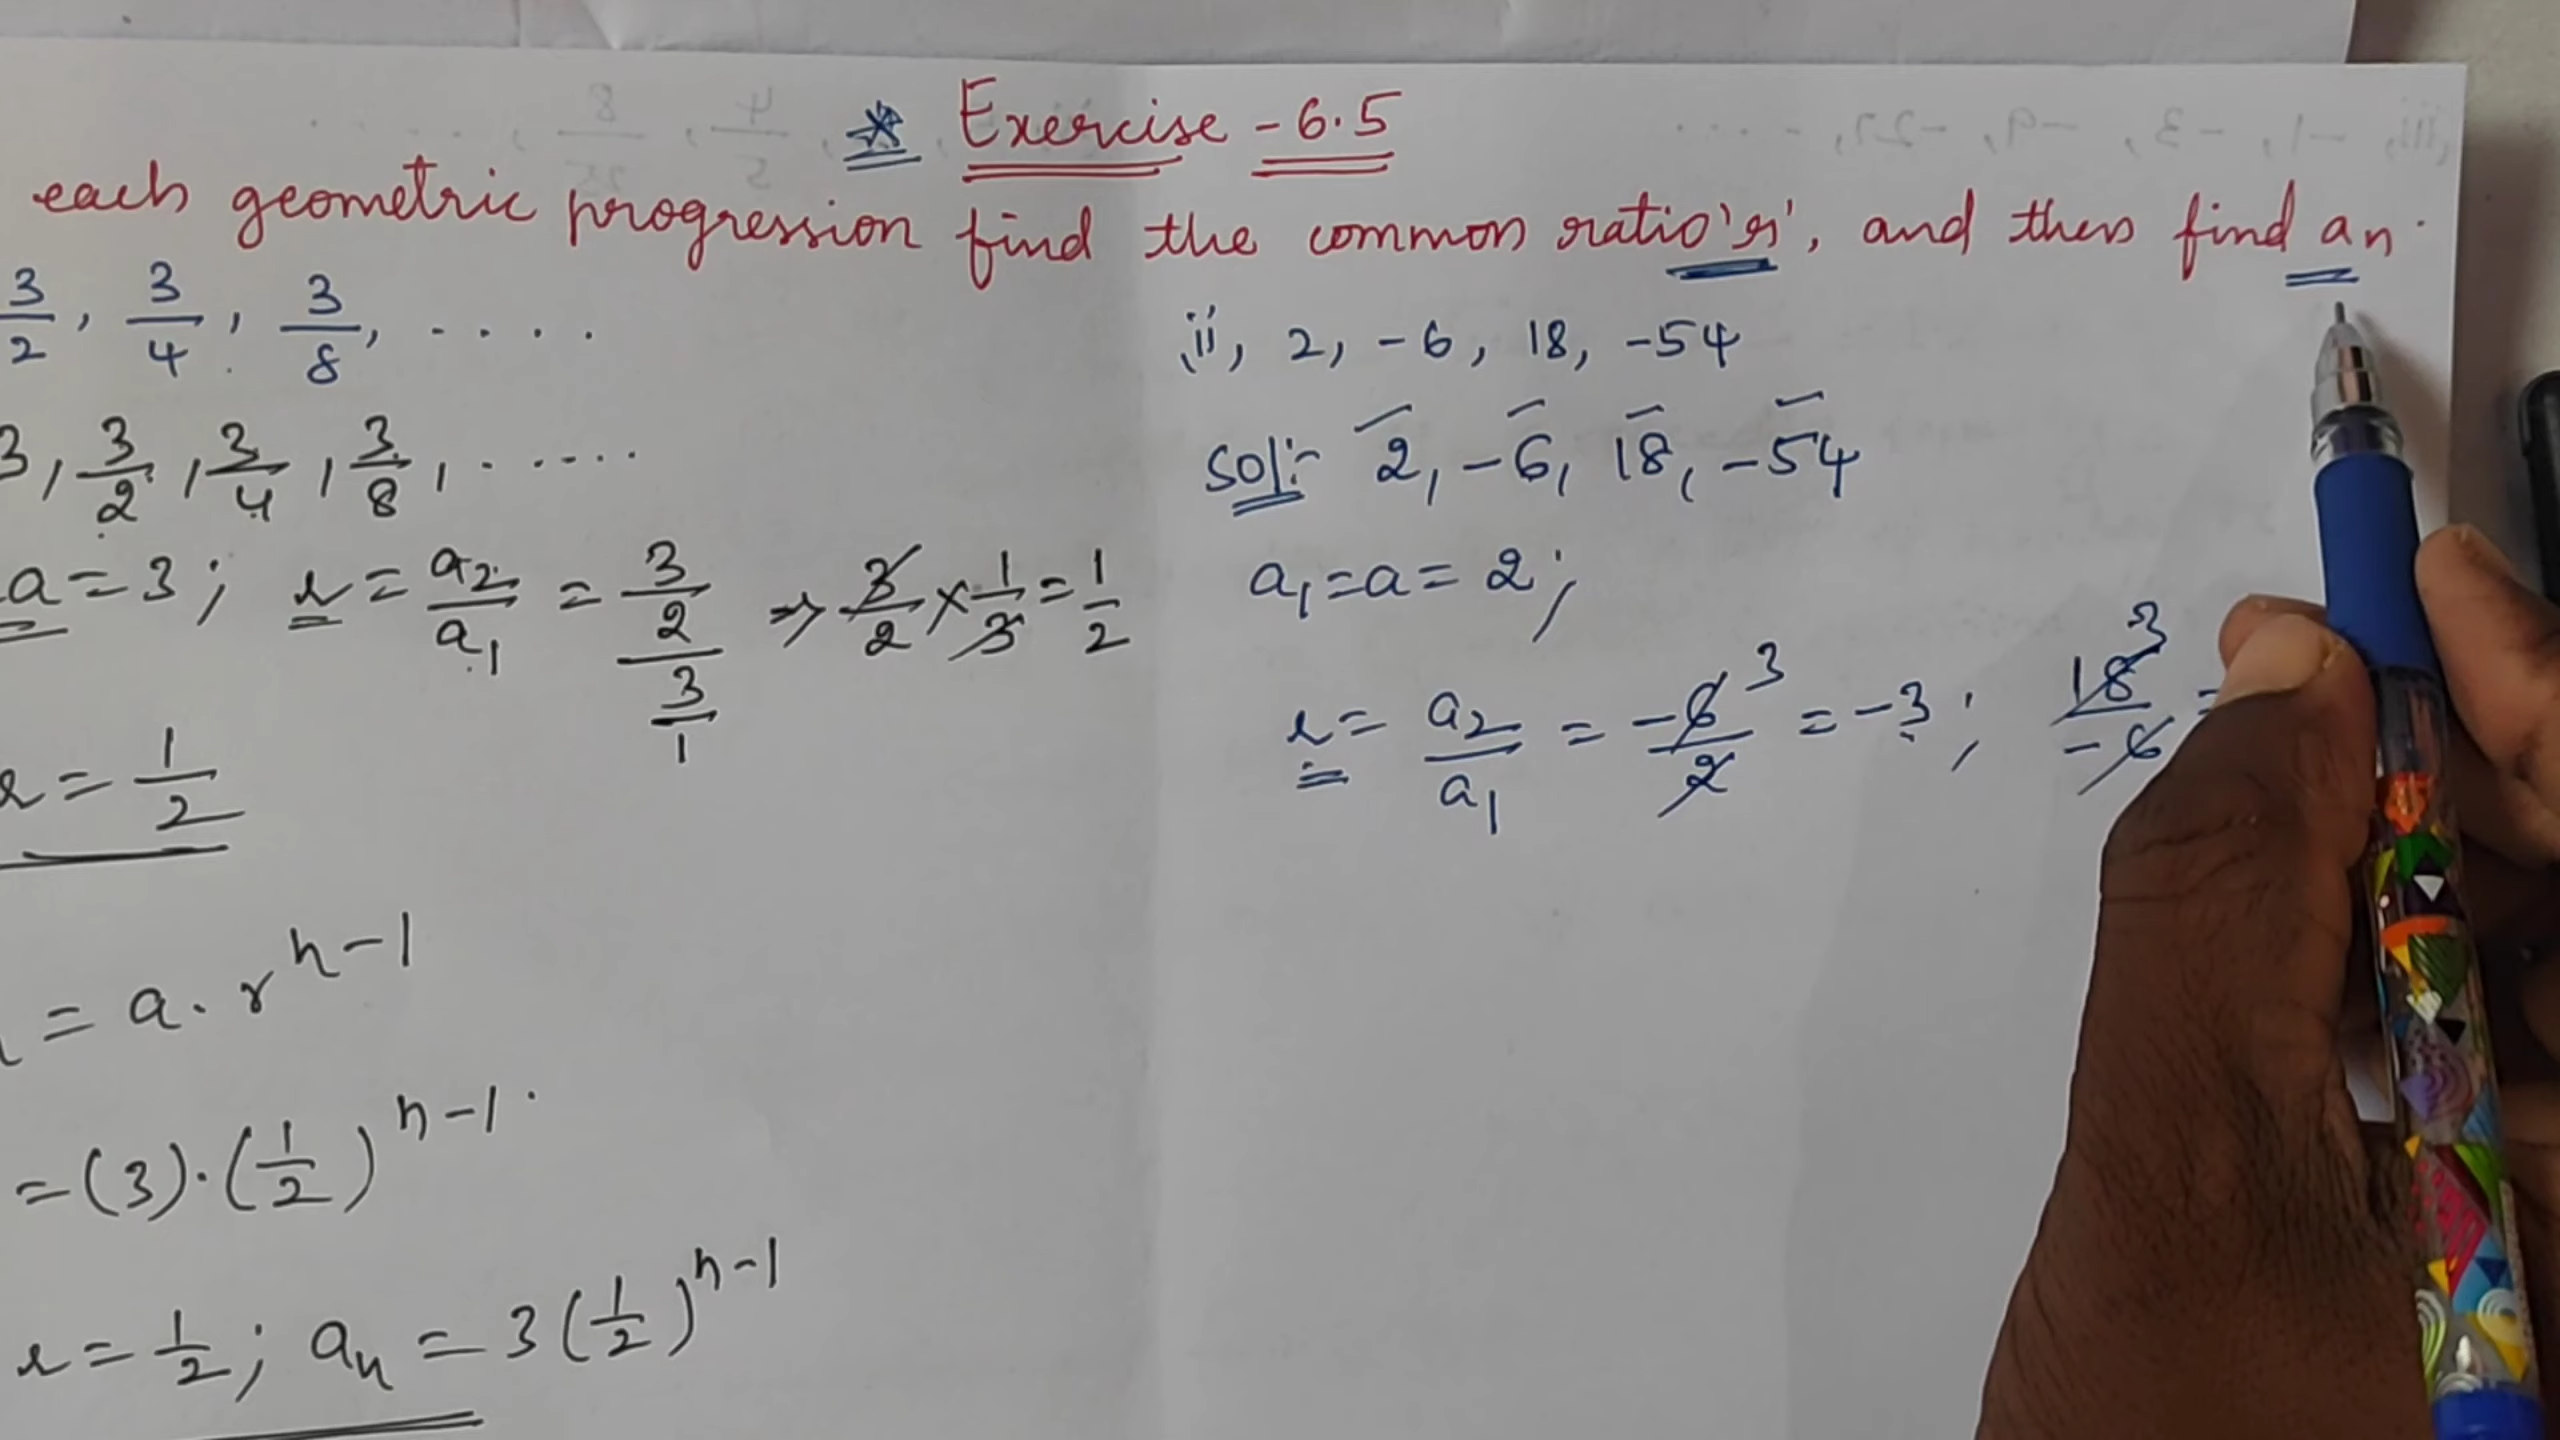 * Exercise - 6.5
each geometric progression find the common ratio 'r', and then find an.
3/2, 3/4, 3/8, ....
3, 3/2, 3/4, 3/8, ......
a = 3; r = a2/a1 = (3/2)/(3/1) ⇒ 3/2 × 1/3 = 1/2
r = 1/2
= a. r^n-1
= (3).(1/2)^n-1.
r = 1/2; an = 3(1/2)^n-1
ii, 2, -6, 18, -54
Sol:- 2, -6, 18, -54
a1 = a = 2;
r = a2/a1 = -6/2 3 = -3; 18/-6 3 =